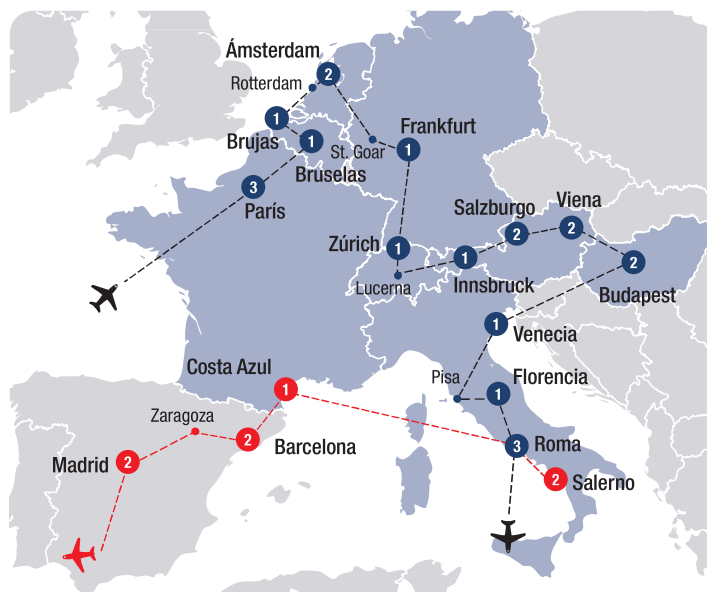 Ámsterdam
2
Rotterdam
1
Brujas
1
Bruselas
St. Goar
Frankfurt
1
3
París
Zúrich
1
Lucerna
1
Innsbruck
Salzburgo
2
Viena
2
2
Budapest
1
Venecia
Pisa
Florencia
1
Costa Azul
1
Zaragoza
2
Barcelona
Madrid
2
3
Roma
2
Salerno